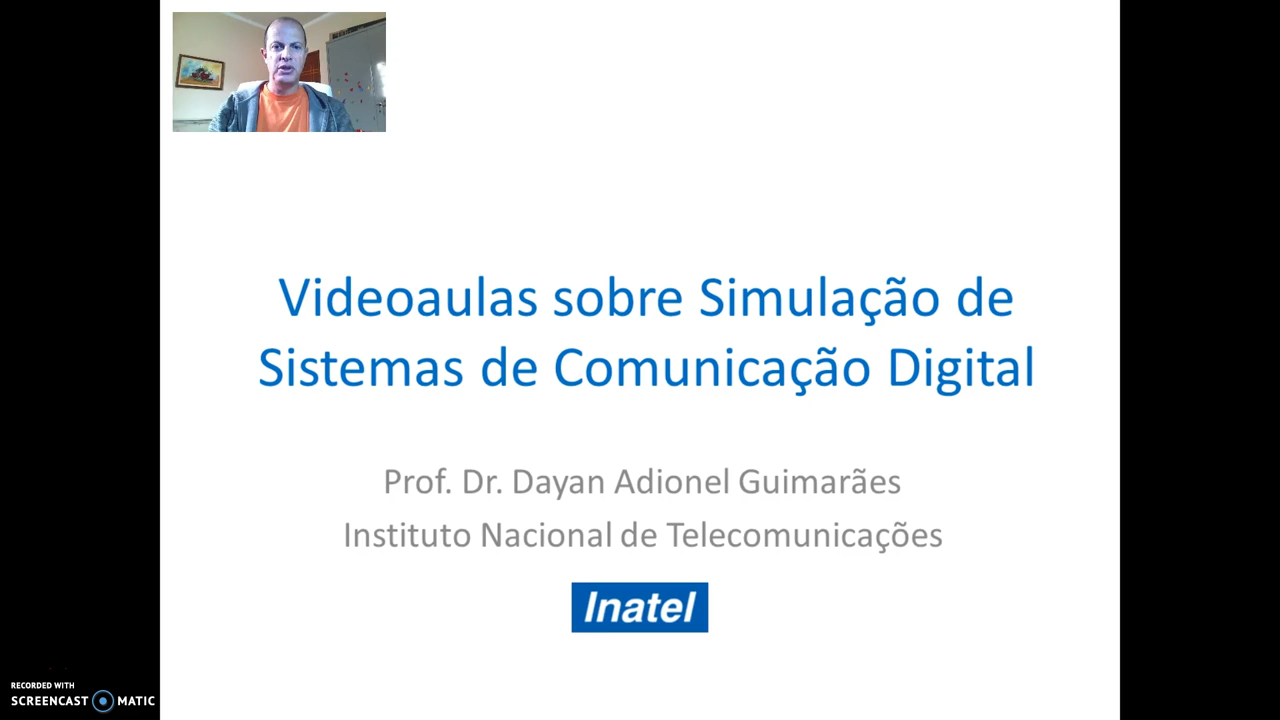 Videoaulas sobre Simulação de
Sistemas de Comunicação Digital
Prof. Dr. Dayan Adionel Guimarães
Instituto Nacional de Telecomunicações
Inatel
RECORDED WITH
SCREENCAST MATIC